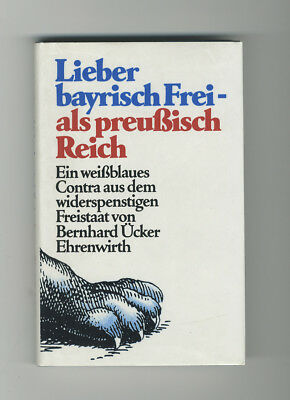 Lieber
bayrisch Frei-
als preußisch
Reich
Ein weißblaues
Contra aus dem
widerspenstigen
Freistaat von
Bernhard Ücker
Ehrenwirth